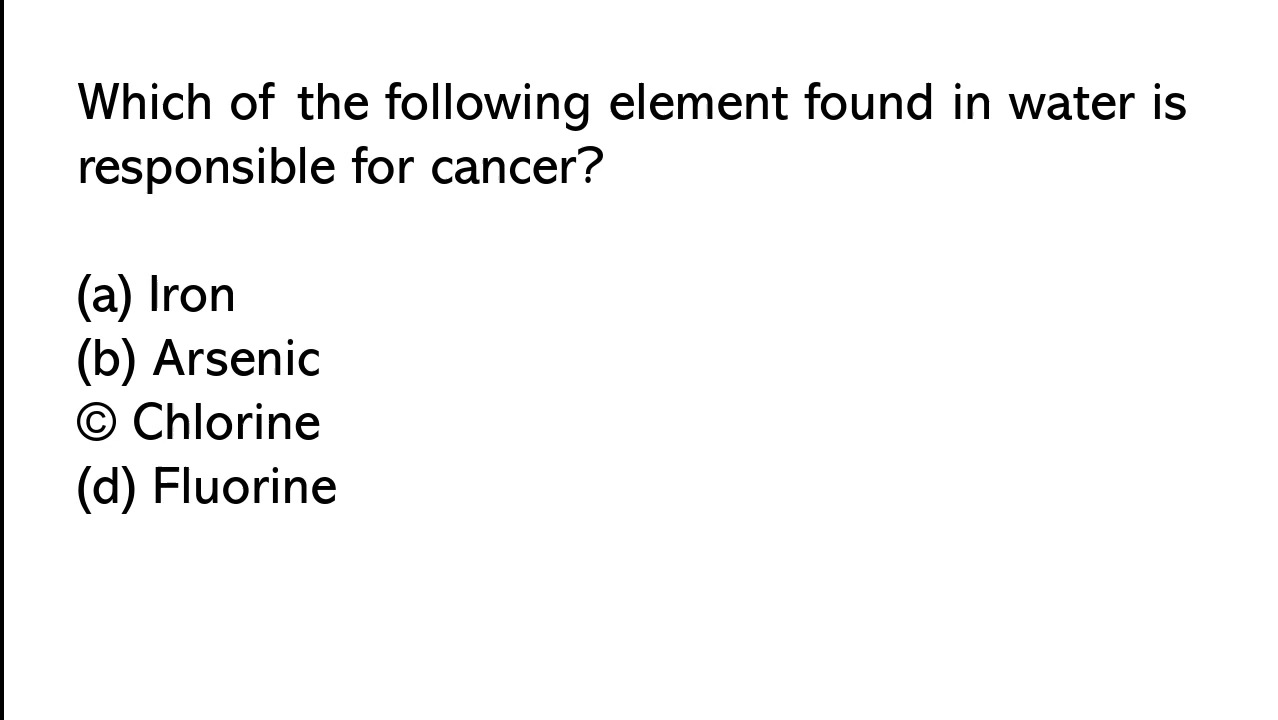 Which of the following element found in water is
responsible for cancer?
(a) Iron
(b) Arsenic
© Chlorine
(d) Fluorine